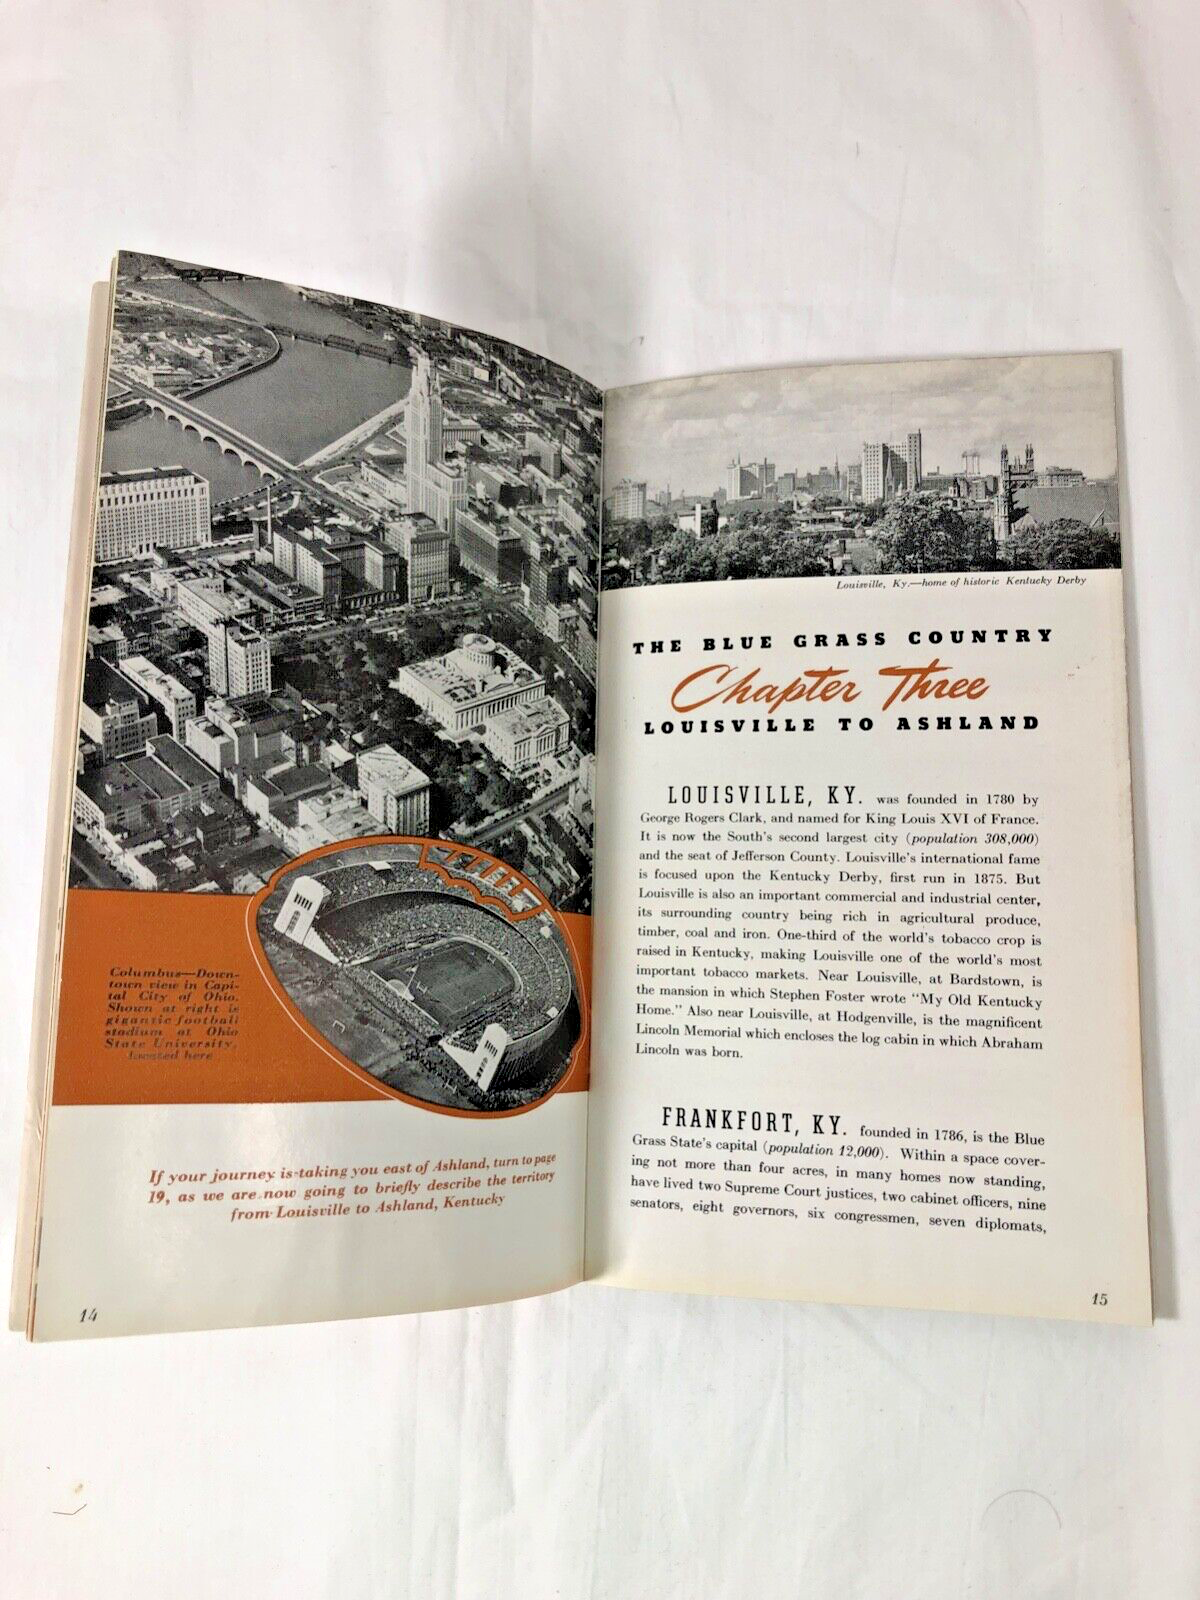 Columbus—Down-
town view in Capi-
tal City of Ohio.
Shown at right is
gigantic football
stadium at Ohio
State University,
located here
If your journey is taking you east of Ashland, turn to page
19, as we are now going to briefly describe the territory
from Louisville to Ashland, Kentucky
14
Louisville, Ky.—home of historic Kentucky Derby
THE BLUE GRASS COUNTRY
Chapter Three
LOUISVILLE TO ASHLAND
LOUISVILLE, KY. was founded in 1780 by
George Rogers Clark, and named for King Louis XVI of France.
It is now the South's second largest city (population 308,000)
and the seat of Jefferson County. Louisville's international fame
is focused upon the Kentucky Derby, first run in 1875. But
Louisville is also an important commercial and industrial center,
its surrounding country being rich in agricultural produce,
timber, coal and iron. One-third of the world's tobacco crop is
raised in Kentucky, making Louisville one of the world's most
important tobacco markets. Near Louisville, at Bardstown, is
the mansion in which Stephen Foster wrote "My Old Kentucky
Home." Also near Louisville, at Hodgenville, is the magnificent
Lincoln Memorial which encloses the log cabin in which Abraham
Lincoln was born.
FRANKFORT, KY. founded in 1786, is the Blue
Grass State's capital (population 12,000). Within a space cover-
ing not more than four acres, in many homes now standing,
have lived two Supreme Court justices, two cabinet officers, nine
senators, eight governors, six congressmen, seven diplomats,
15